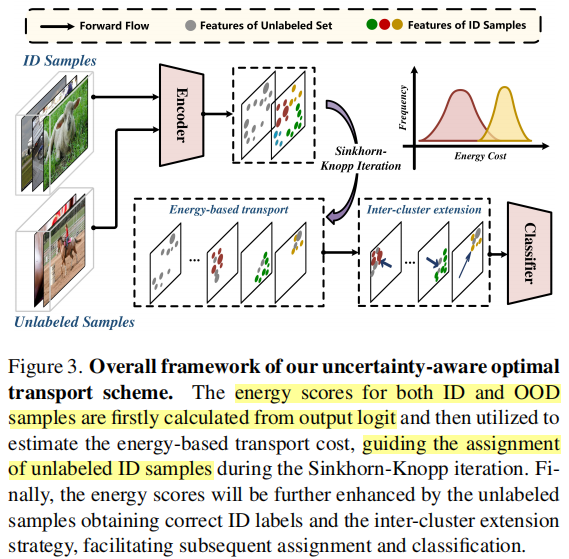 Forward Flow Features of Unlabeled Set Features of ID Samples
ID Samples
Encoder
Sinkhorn-
Knopp Iteration
Frequency
Energy Cost
Energy-based transport
Inter-cluster extension
Classifier
Unlabeled Samples
Figure 3. Overall framework of our uncertainty-aware optimal
transport scheme. The energy scores for both ID and OOD
samples are firstly calculated from output logit and then utilized to
estimate the energy-based transport cost, guiding the assignment
of unlabeled ID samples during the Sinkhorn-Knopp iteration. Fi-
nally, the energy scores will be further enhanced by the unlabeled
samples obtaining correct ID labels and the inter-cluster extension
strategy, facilitating subsequent assignment and classification.